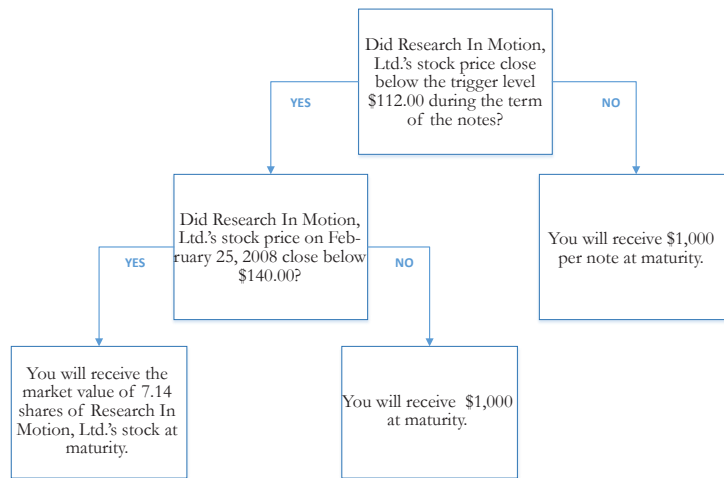 Did Research In Motion,
Ltd.'s stock price close
below the trigger level
$112.00 during the term
of the notes?
YES
NO
Did Research In Motion,
Ltd.'s stock price on Feb-
ruary 25, 2008 close below
$140.00?
You will receive $1,000
per note at maturity.
YES
NO
You will receive the
market value of 7.14
shares of Research In
Motion, Ltd.'s stock at
maturity.
You will receive $1,000
at maturity.